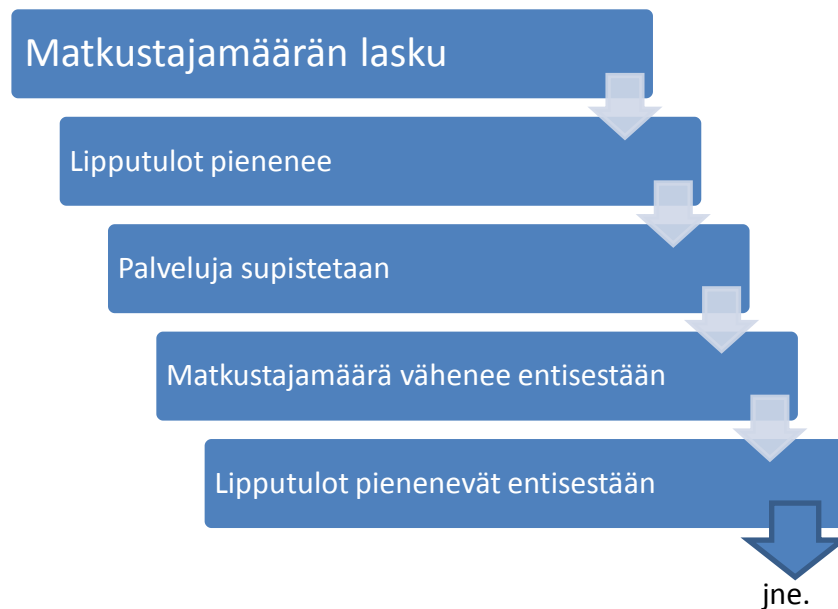 Matkustajamäärän lasku
Lipputulot pienenee
Palveluja supistetaan
Matkustajamäärä vähenee entisestään
Lipputulot pienenevät entisestään
jne.